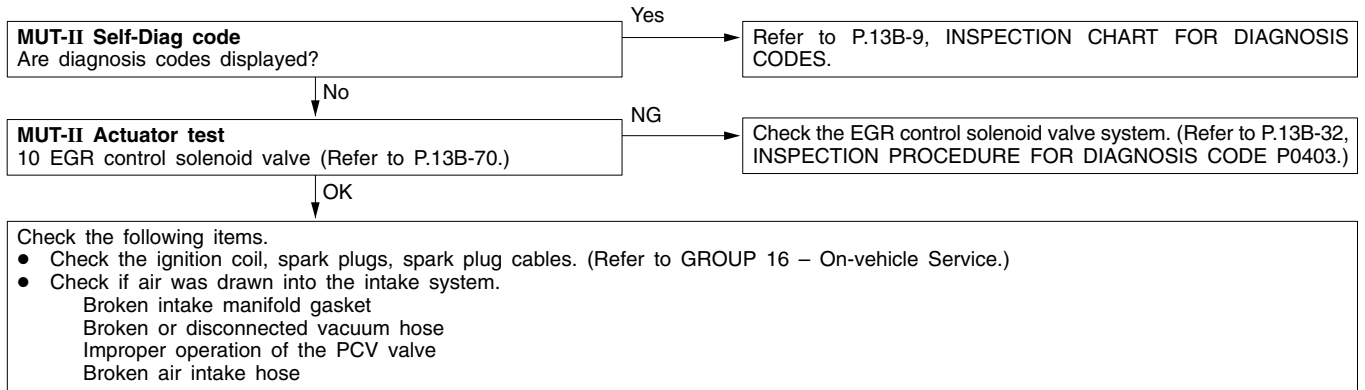 Yes
MUT-II Self-Diag code
Are diagnosis codes displayed?
Refer to P.13B-9, INSPECTION CHART FOR DIAGNOSIS
CODES.
No
NG
MUT-II Actuator test
10 EGR control solenoid valve (Refer to P.13B-70.)
Check the EGR control solenoid valve system. (Refer to P.13B-32,
INSPECTION PROCEDURE FOR DIAGNOSIS CODE P0403.)
OK
Check the following items.
● Check the ignition coil, spark plugs, spark plug cables. (Refer to GROUP 16 – On-vehicle Service.)
● Check if air was drawn into the intake system.
Broken intake manifold gasket
Broken or disconnected vacuum hose
Improper operation of the PCV valve
Broken air intake hose